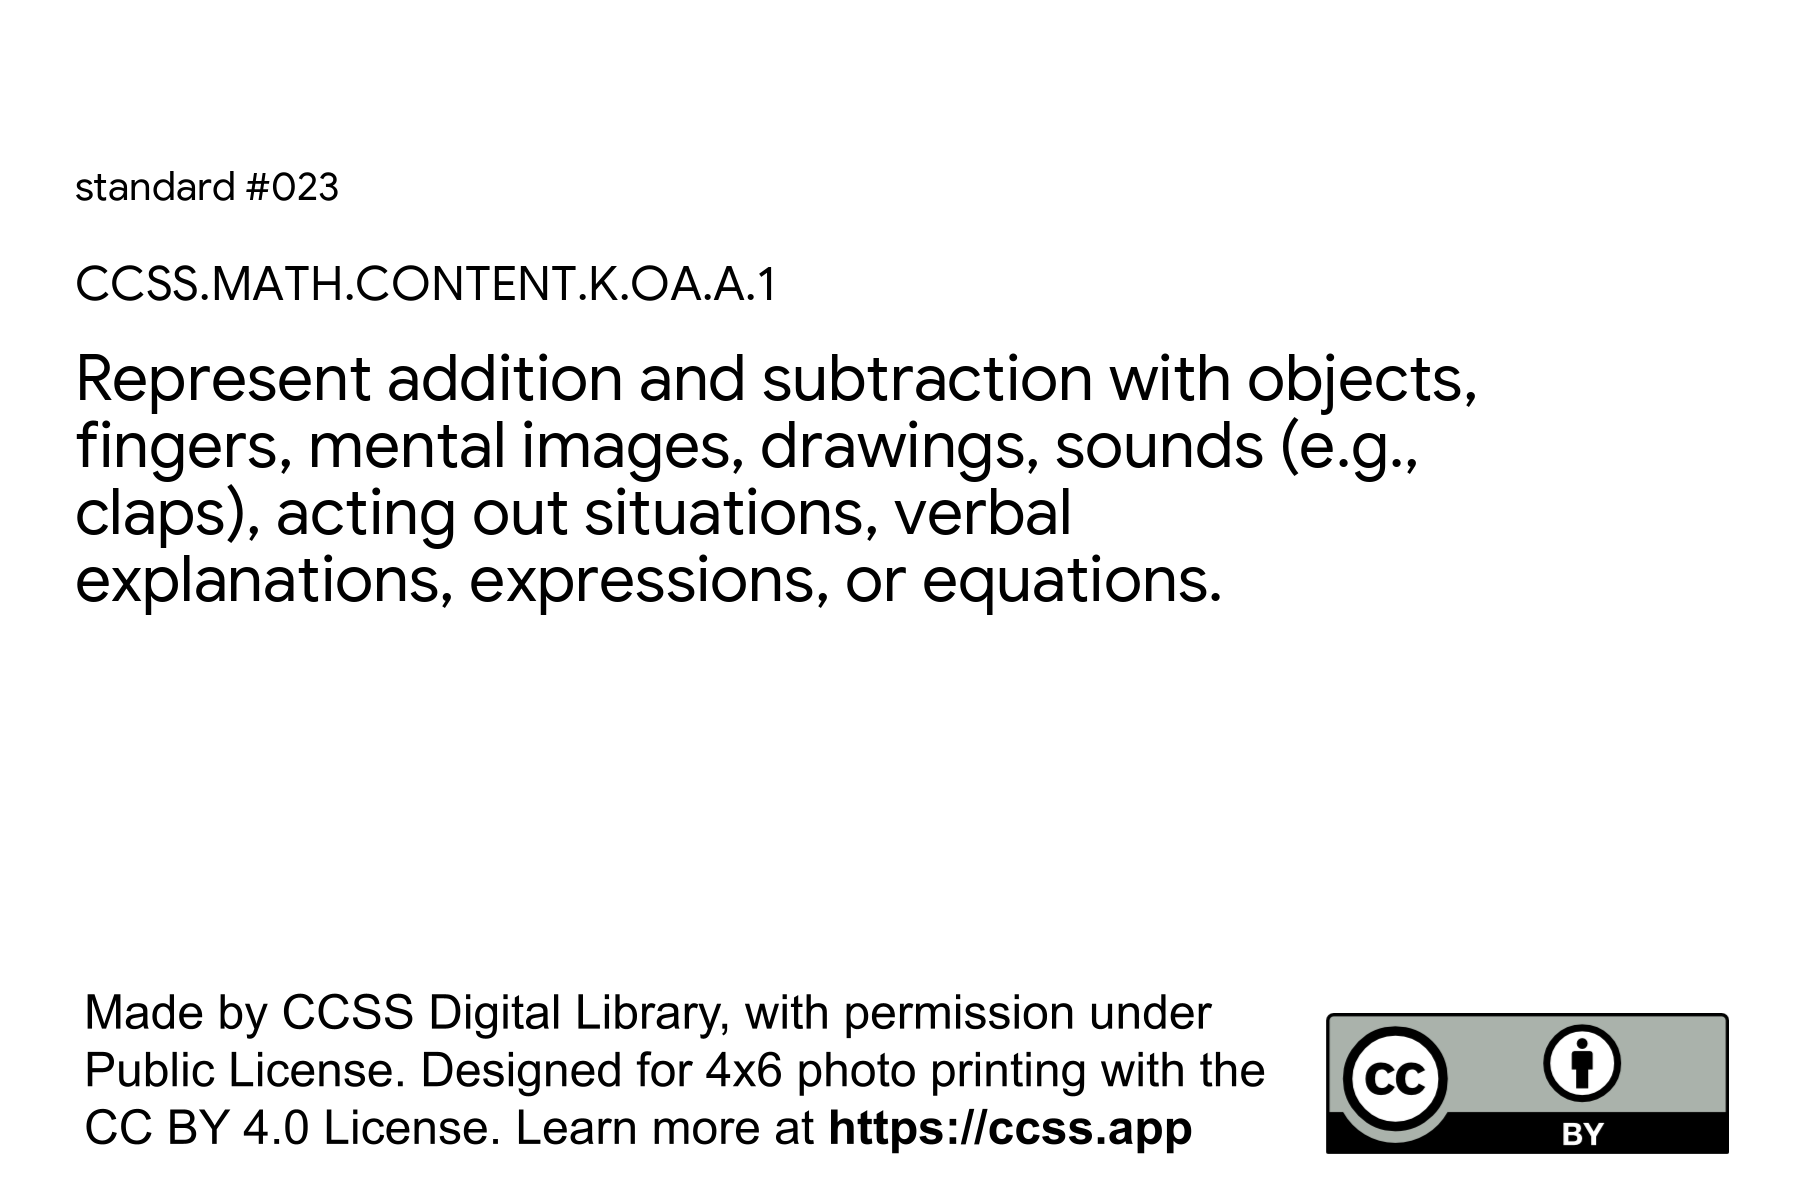 standard #023
CCSS.MATH.CONTENT.K.OA.A.1
Represent addition and subtraction with objects,
fingers, mental images, drawings, sounds (e.g.,
claps), acting out situations, verbal
explanations, expressions, or equations.
Made by CCSS Digital Library, with permission under
Public License. Designed for 4x6 photo printing with the
CC BY 4.0 License. Learn more at https://ccss.app
CC
BY